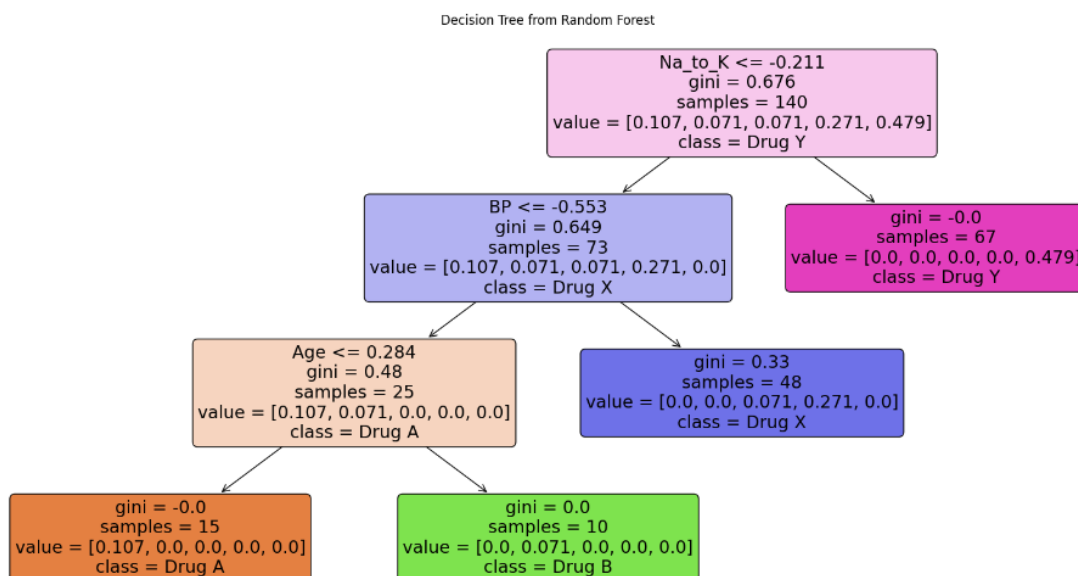 Decision Tree from Random Forest
Na_to_K <= -0.211
gini = 0.676
samples = 140
value = [0.107, 0.071, 0.071, 0.271, 0.479]
class = Drug Y
BP <= -0.553
gini = 0.649
samples = 73
value = [0.107, 0.071, 0.071, 0.271, 0.0]
class = Drug X
gini = -0.0
samples = 67
value = [0.0, 0.0, 0.0, 0.0, 0.479]
class = Drug Y
Age <= 0.284
gini = 0.48
samples = 25
value = [0.107, 0.071, 0.0, 0.0, 0.0]
class = Drug A
gini = 0.33
samples = 48
value = [0.0, 0.0, 0.071, 0.271, 0.0]
class = Drug X
gini = -0.0
samples = 15
value = [0.107, 0.0, 0.0, 0.0, 0.0]
class = Drug A
gini = 0.0
samples = 10
value = [0.0, 0.071, 0.0, 0.0, 0.0]
class = Drug B